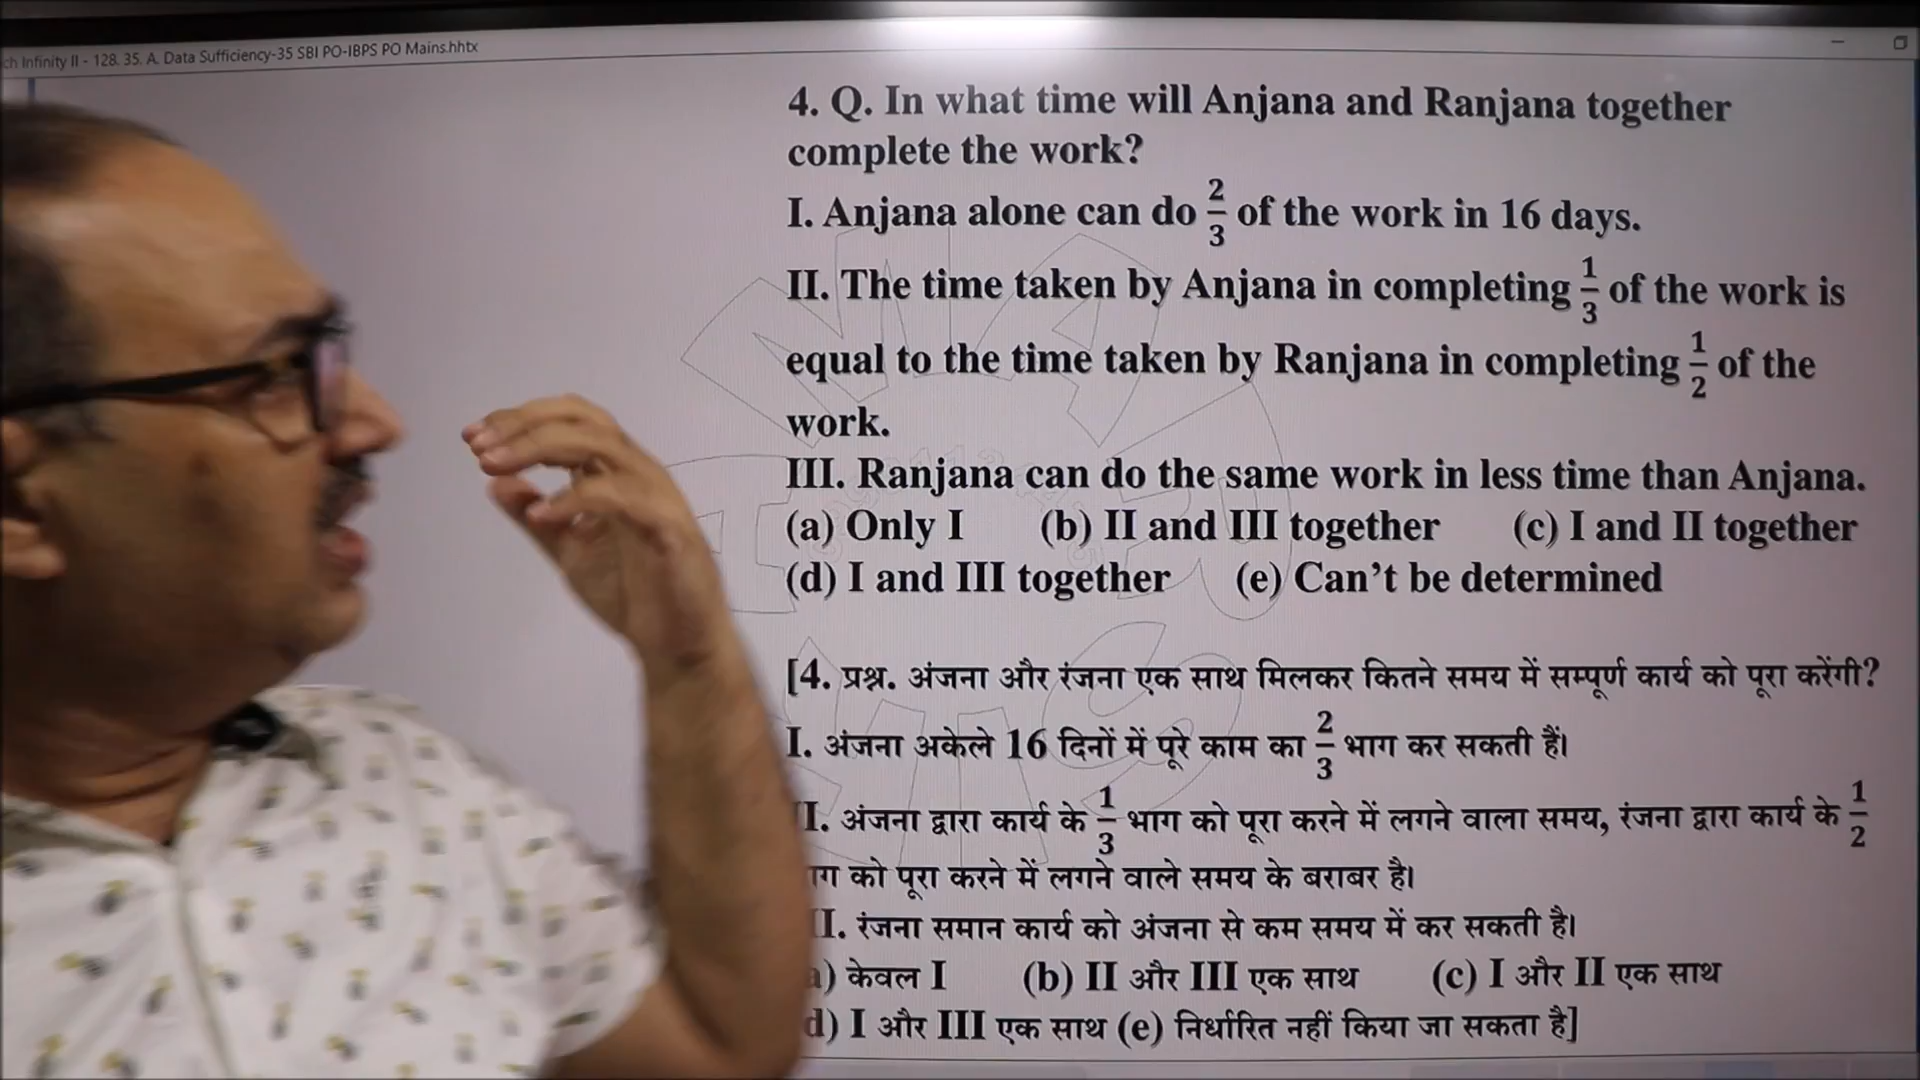 ch Infinity II - 128. 35. A. Data Sufficiency-35 SBI PO-IBPS PO Mains.hhtx
4. Q. In what time will Anjana and Ranjana together
complete the work?
I. Anjana alone can do 2/3 of the work in 16 days.
II. The time taken by Anjana in completing 1/3 of the work is
equal to the time taken by Ranjana in completing 1/2 of the
work.
III. Ranjana can do the same work in less time than Anjana.
(a) Only I (b) II and III together (c) I and II together
(d) I and III together (e) Can't be determined
[4. प्रश्न. अंजना और रंजना एक साथ मिलकर कितने समय में सम्पूर्ण कार्य को पूरा करेंगी?
I. अंजना अकेले 16 दिनों में पूरे काम का 2/3 भाग कर सकती हैं।
I. अंजना द्वारा कार्य के 1/3 भाग को पूरा करने में लगने वाला समय, रंजना द्वारा कार्य के 1/2
ाग को पूरा करने में लगने वाले समय के बराबर है।
II. रंजना समान कार्य को अंजना से कम समय में कर सकती है।
a) केवल I (b) II और III एक साथ (c) I और II एक साथ
d) I और III एक साथ (e) निर्धारित नहीं किया जा सकता है]